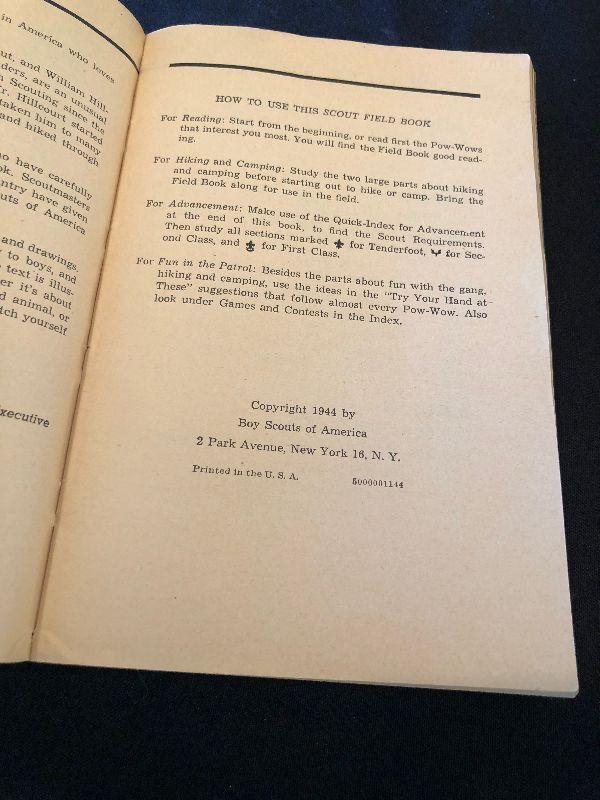 in America who loves
ut, and William Hill-
ders, are an unusual
n Scouting since the
r. Hillcourt started
taken him to many
and hiked through
no have carefully
ok. Scoutmasters
ntry have given
uts of America
and drawings.
to boys, and
text is illus-
er it's about
d animal, or
tch yourself
xecutive
HOW TO USE THIS SCOUT FIELD BOOK
For Reading: Start from the beginning, or read first the Pow-Wows
that interest you most. You will find the Field Book good read-
ing.
For Hiking and Camping: Study the two large parts about hiking
and camping before starting out to hike or camp. Bring the
Field Book along for use in the field.
For Advancement: Make use of the Quick-Index for Advancement
at the end of this book, to find the Scout Requirements.
Then study all sections marked for Tenderfoot, for Sec-
ond Class, and for First Class.
For Fun in the Patrol: Besides the parts about fun with the gang,
hiking and camping, use the ideas in the "Try Your Hand at-
These" suggestions that follow almost every Pow-Wow. Also
look under Games and Contests in the Index.
Copyright 1944 by
Boy Scouts of America
2 Park Avenue, New York 16, N. Y.
Printed in the U. S. A. 5000001144